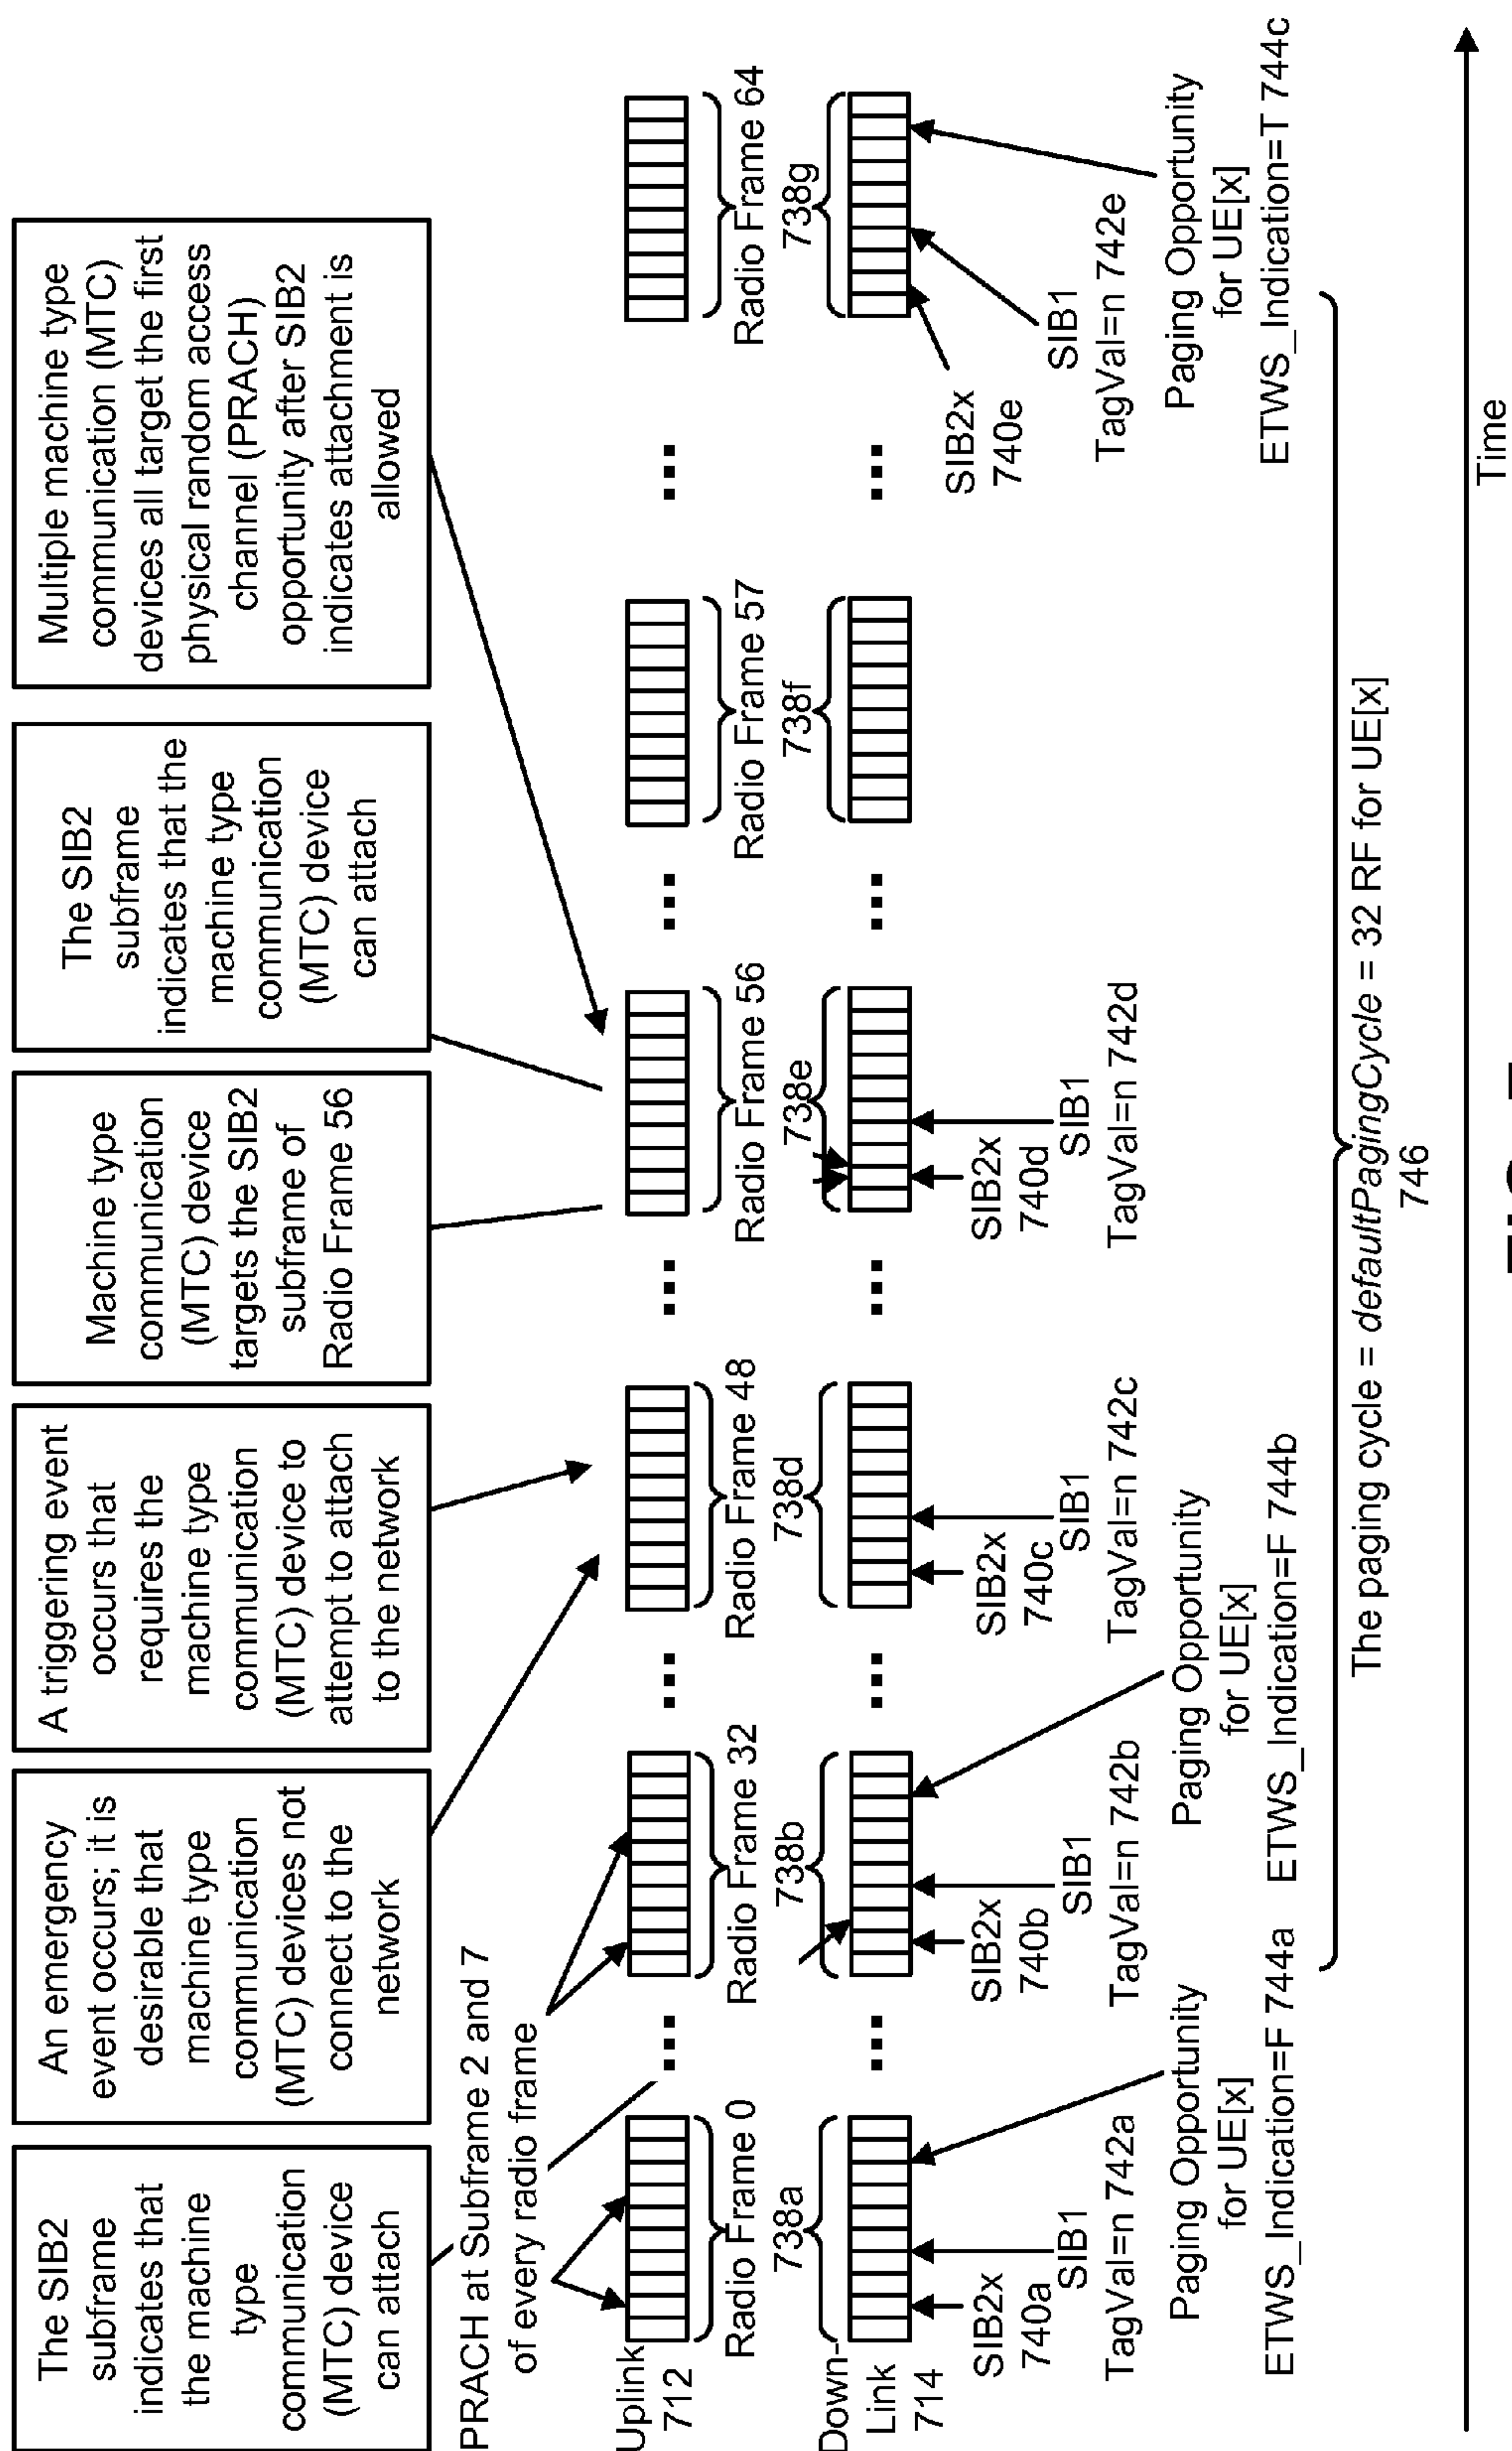 The SIB2
subframe
indicates that
the machine
type
communication
(MTC) device
can attach
An emergency
event occurs; it is
desirable that
machine type
communication
(MTC) devices not
connect to the
network
A triggering event
occurs that
requires the
machine type
communication
(MTC) device to
attempt to attach
to the network
Machine type
communication
(MTC) device
targets the SIB2
subframe of
Radio Frame 56
The SIB2
subframe
indicates that the
machine type
communication
(MTC) device
can attach
Multiple machine type
communication (MTC)
devices all target the first
physical random access
channel (PRACH)
opportunity after SIB2
indicates attachment is
allowed
PRACH at Subframe 2 and 7
of every radio frame
Uplink
712
Radio Frame 0
738a
Radio Frame 32
738b
Radio Frame 48
738d
Radio Frame 56
738e
Radio Frame 57
738f
Radio Frame 64
738g
Down-
Link
714
SIB2x
740a
SIB1
TagVal=n 742a
Paging Opportunity
for UE[x]
ETWS_Indication=F 744a
SIB2x
740b
SIB1
TagVal=n 742b
Paging Opportunity
for UE[x]
ETWS_Indication=F 744b
SIB2x
740c
SIB1
TagVal=n 742c
SIB2x
740d
SIB1
TagVal=n 742d
SIB2x
740e
SIB1
TagVal=n 742e
Paging Opportunity
for UE[x]
ETWS_Indication=T 744c
The paging cycle = defaultPagingCycle = 32 RF for UE[x]
746
Time